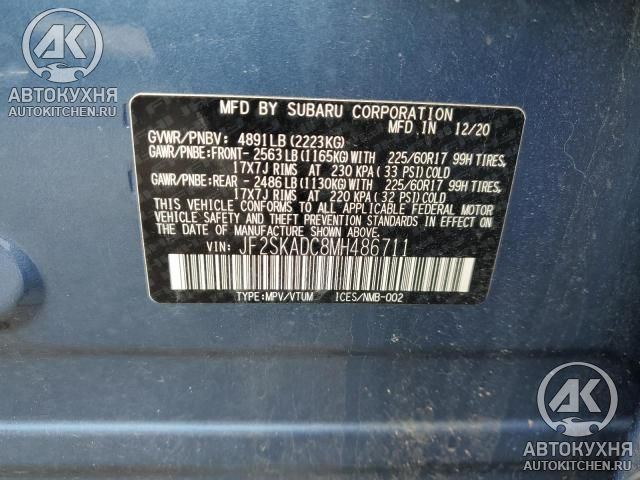 АК
АВТОКУХНЯ
AUTOKITCHEN.RU
MFD BY SUBARU CORPORATION
MFD IN 12/20
GVWR/PNBV: 4891LB (2223KG)
GAWR/PNBE:FRONT- 2563LB (1165KG)WITH 225/60R17 99H TIRES,
17X7J RIMS AT 230 KPA (33 PSI)COLD
GAWR/PNBE:REAR - 2486LB (1130KG)WITH 225/60R17 99H TIRES,
17X7J RIMS AT 220 KPA (32 PSI)COLD
THIS VEHICLE CONFORMS TO ALL APPLICABLE FEDERAL MOTOR
VEHICLE SAFETY AND THEFT PREVENTION STANDARDS IN EFFECT
ON THE DATE OF MANUFACTURE SHOWN ABOVE.
VIN: JF2SKADC8MH486711
TYPE:MPV/VTUM ICES/NMB-002
АК
АВТОКУХНЯ
AUTOKITCHEN.RU